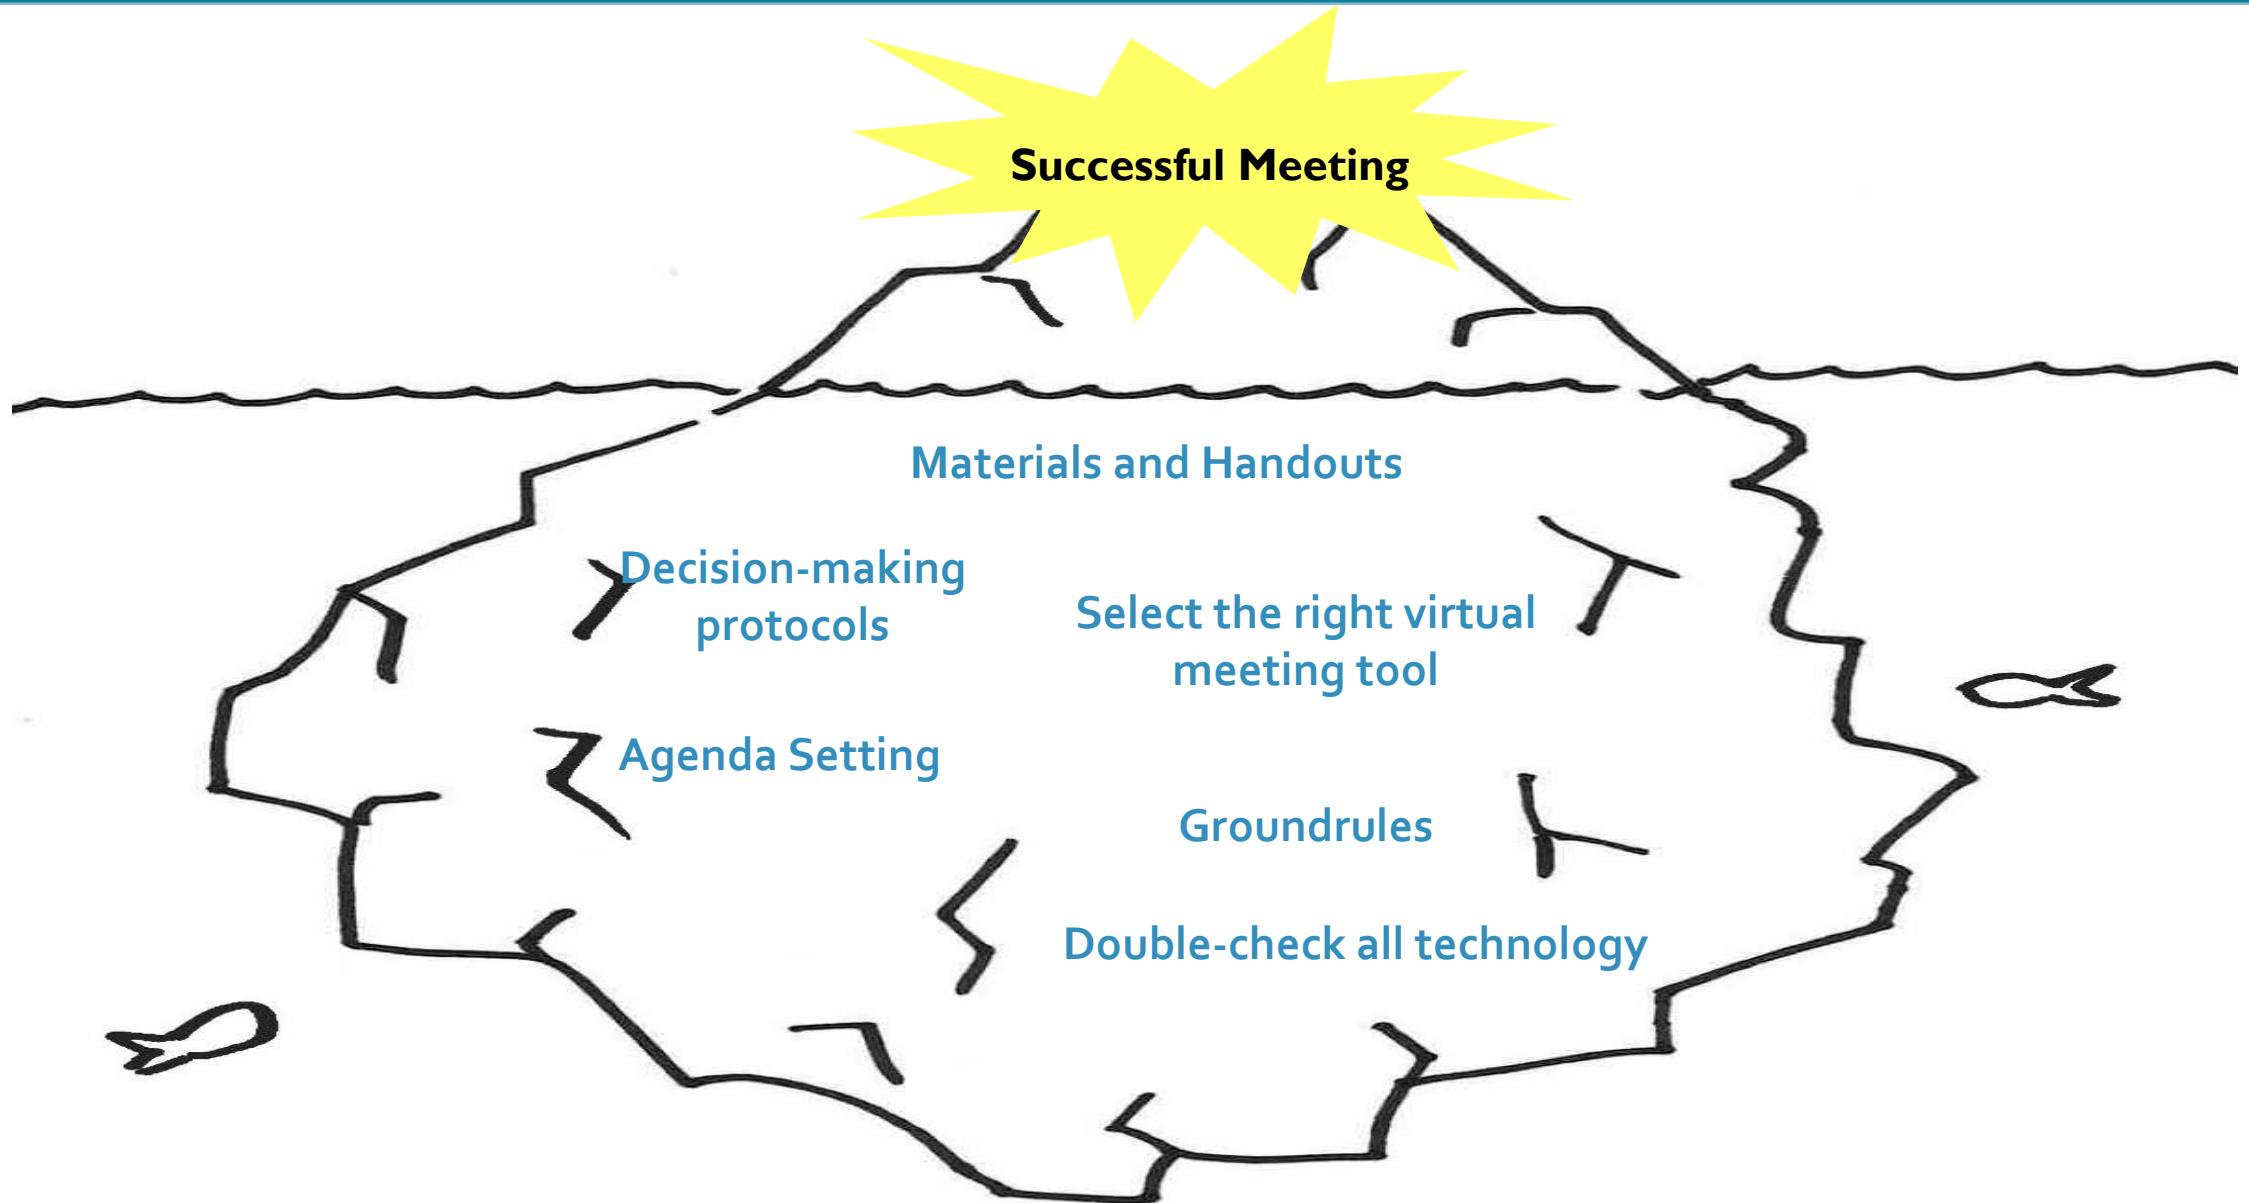 Successful Meeting
Materials and Handouts
Decision-making
protocols
Select the right virtual
meeting tool
Agenda Setting
Groundrules
Double-check all technology